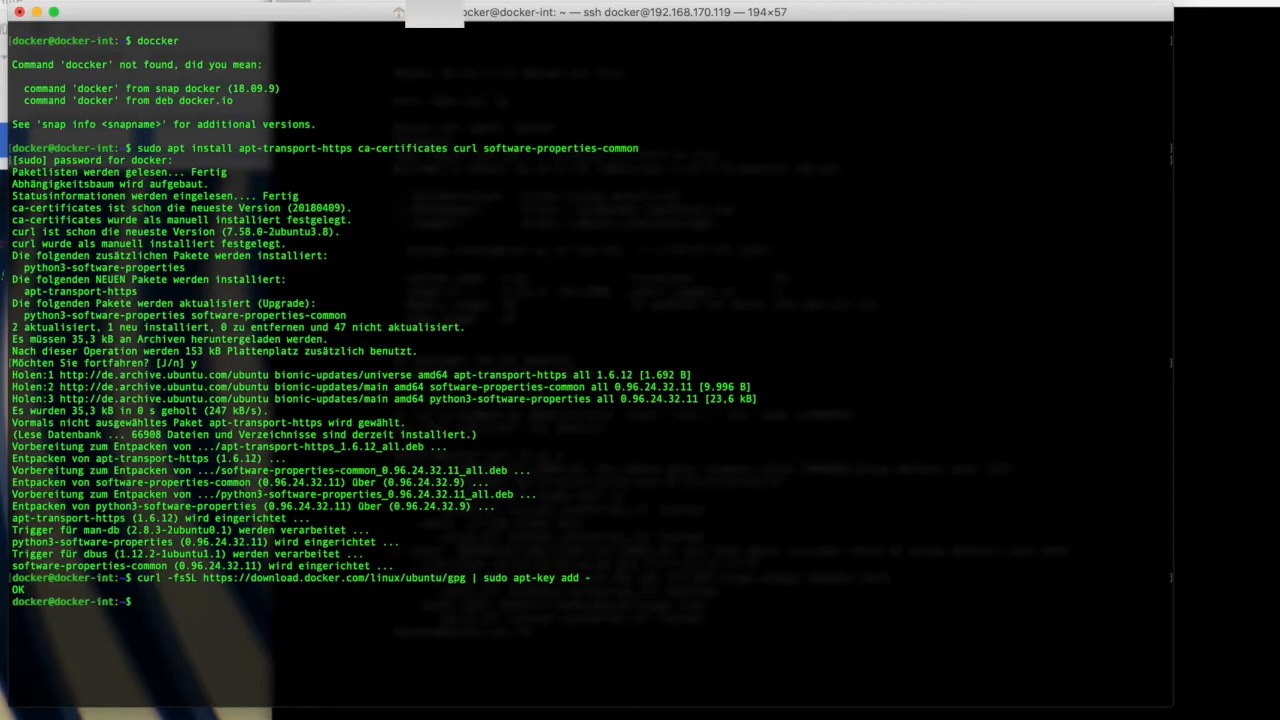 ocker@docker-int: ~ — ssh docker@192.168.170.119 — 194×57
[docker@docker-int:~$ doccker ]
Command 'doccker' not found, did you mean:
command 'docker' from snap docker (18.09.9)
command 'docker' from deb docker.io
See 'snap info <snapname>' for additional versions.
[docker@docker-int:~$ sudo apt install apt-transport-https ca-certificates curl software-properties-common ]
[[sudo] password for docker: ]
Paketlisten werden gelesen... Fertig
Abhängigkeitsbaum wird aufgebaut.
Statusinformationen werden eingelesen.... Fertig
ca-certificates ist schon die neueste Version (20180409).
ca-certificates wurde als manuell installiert festgelegt.
curl ist schon die neueste Version (7.58.0-2ubuntu3.8).
curl wurde als manuell installiert festgelegt.
Die folgenden zusätzlichen Pakete werden installiert:
python3-software-properties
Die folgenden NEUEN Pakete werden installiert:
apt-transport-https
Die folgenden Pakete werden aktualisiert (Upgrade):
python3-software-properties software-properties-common
2 aktualisiert, 1 neu installiert, 0 zu entfernen und 47 nicht aktualisiert.
Es müssen 35,3 kB an Archiven heruntergeladen werden.
Nach dieser Operation werden 153 kB Plattenplatz zusätzlich benutzt.
[Möchten Sie fortfahren? [J/n] y ]
Holen:1 http://de.archive.ubuntu.com/ubuntu bionic-updates/universe amd64 apt-transport-https all 1.6.12 [1.692 B]
Holen:2 http://de.archive.ubuntu.com/ubuntu bionic-updates/main amd64 software-properties-common all 0.96.24.32.11 [9.996 B]
Holen:3 http://de.archive.ubuntu.com/ubuntu bionic-updates/main amd64 python3-software-properties all 0.96.24.32.11 [23,6 kB]
Es wurden 35,3 kB in 0 s geholt (247 kB/s).
Vormals nicht ausgewähltes Paket apt-transport-https wird gewählt.
(Lese Datenbank ... 66908 Dateien und Verzeichnisse sind derzeit installiert.)
Vorbereitung zum Entpacken von .../apt-transport-https_1.6.12_all.deb ...
Entpacken von apt-transport-https (1.6.12) ...
Vorbereitung zum Entpacken von .../software-properties-common_0.96.24.32.11_all.deb ...
Entpacken von software-properties-common (0.96.24.32.11) über (0.96.24.32.9) ...
Vorbereitung zum Entpacken von .../python3-software-properties_0.96.24.32.11_all.deb ...
Entpacken von python3-software-properties (0.96.24.32.11) über (0.96.24.32.9) ...
apt-transport-https (1.6.12) wird eingerichtet ...
Trigger für man-db (2.8.3-2ubuntu0.1) werden verarbeitet ...
python3-software-properties (0.96.24.32.11) wird eingerichtet ...
Trigger für dbus (1.12.2-1ubuntu1.1) werden verarbeitet ...
software-properties-common (0.96.24.32.11) wird eingerichtet ...
[docker@docker-int:~$ curl -fsSL https://download.docker.com/linux/ubuntu/gpg | sudo apt-key add - ]
OK
docker@docker-int:~$